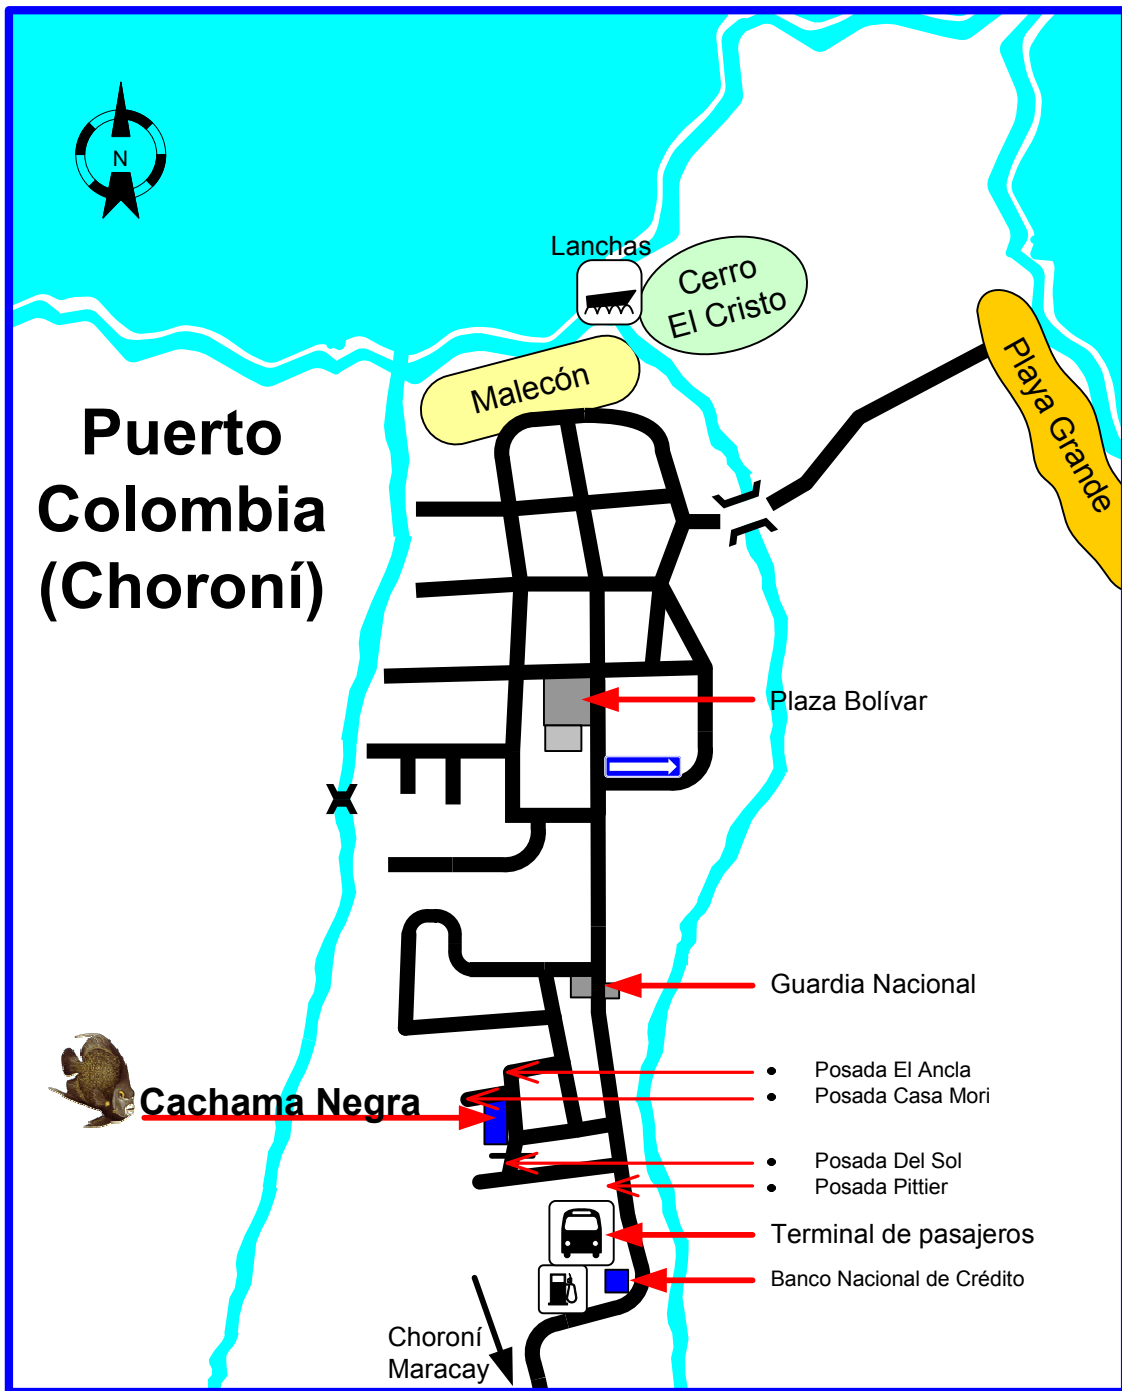 N
Lanchas
Cerro
El Cristo
Malecón
Playa Grande
Puerto
Colombia
(Choroní)
Plaza Bolívar
Guardia Nacional
• Posada El Ancla
• Posada Casa Mori
Cachama Negra
• Posada Del Sol
• Posada Pittier
Terminal de pasajeros
Banco Nacional de Crédito
Choroní
Maracay